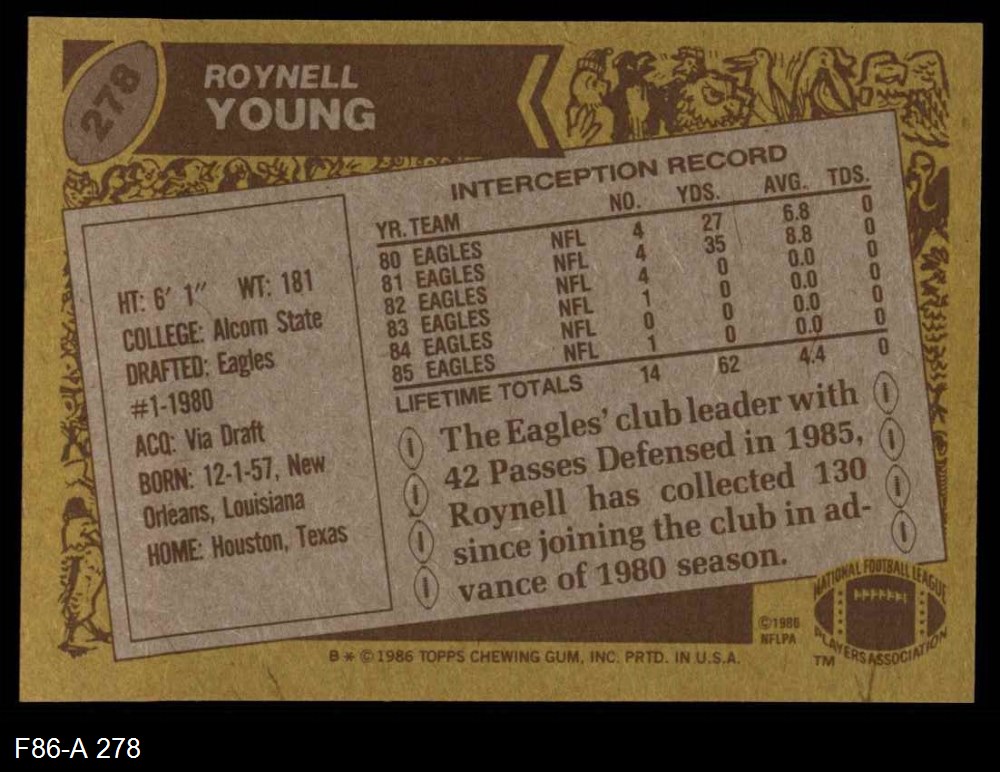 278
ROYNELL
YOUNG
INTERCEPTION RECORD
YR. TEAM NO. YDS. AVG. TDS.
80 EAGLES NFL 4 27 6.8 0
81 EAGLES NFL 4 35 8.8 0
82 EAGLES NFL 4 0 0.0 0
83 EAGLES NFL 1 0 0.0 0
84 EAGLES NFL 0 0 0.0 0
85 EAGLES NFL 1 0 0.0 0
LIFETIME TOTALS 14 62 4.4 0
HT: 6' 1" WT: 181
COLLEGE: Alcorn State
DRAFTED: Eagles
#1-1980
ACQ: Via Draft
BORN: 12-1-57, New
Orleans, Louisiana
HOME: Houston, Texas
The Eagles' club leader with
42 Passes Defensed in 1985,
Roynell has collected 130
since joining the club in ad-
vance of 1980 season.
©1986
NFLPA
NATIONAL FOOTBALL LEAGUE
PLAYERS ASSOCIATION
TM
B * © 1986 TOPPS CHEWING GUM, INC. PRTD. IN U.S.A.
F86-A 278